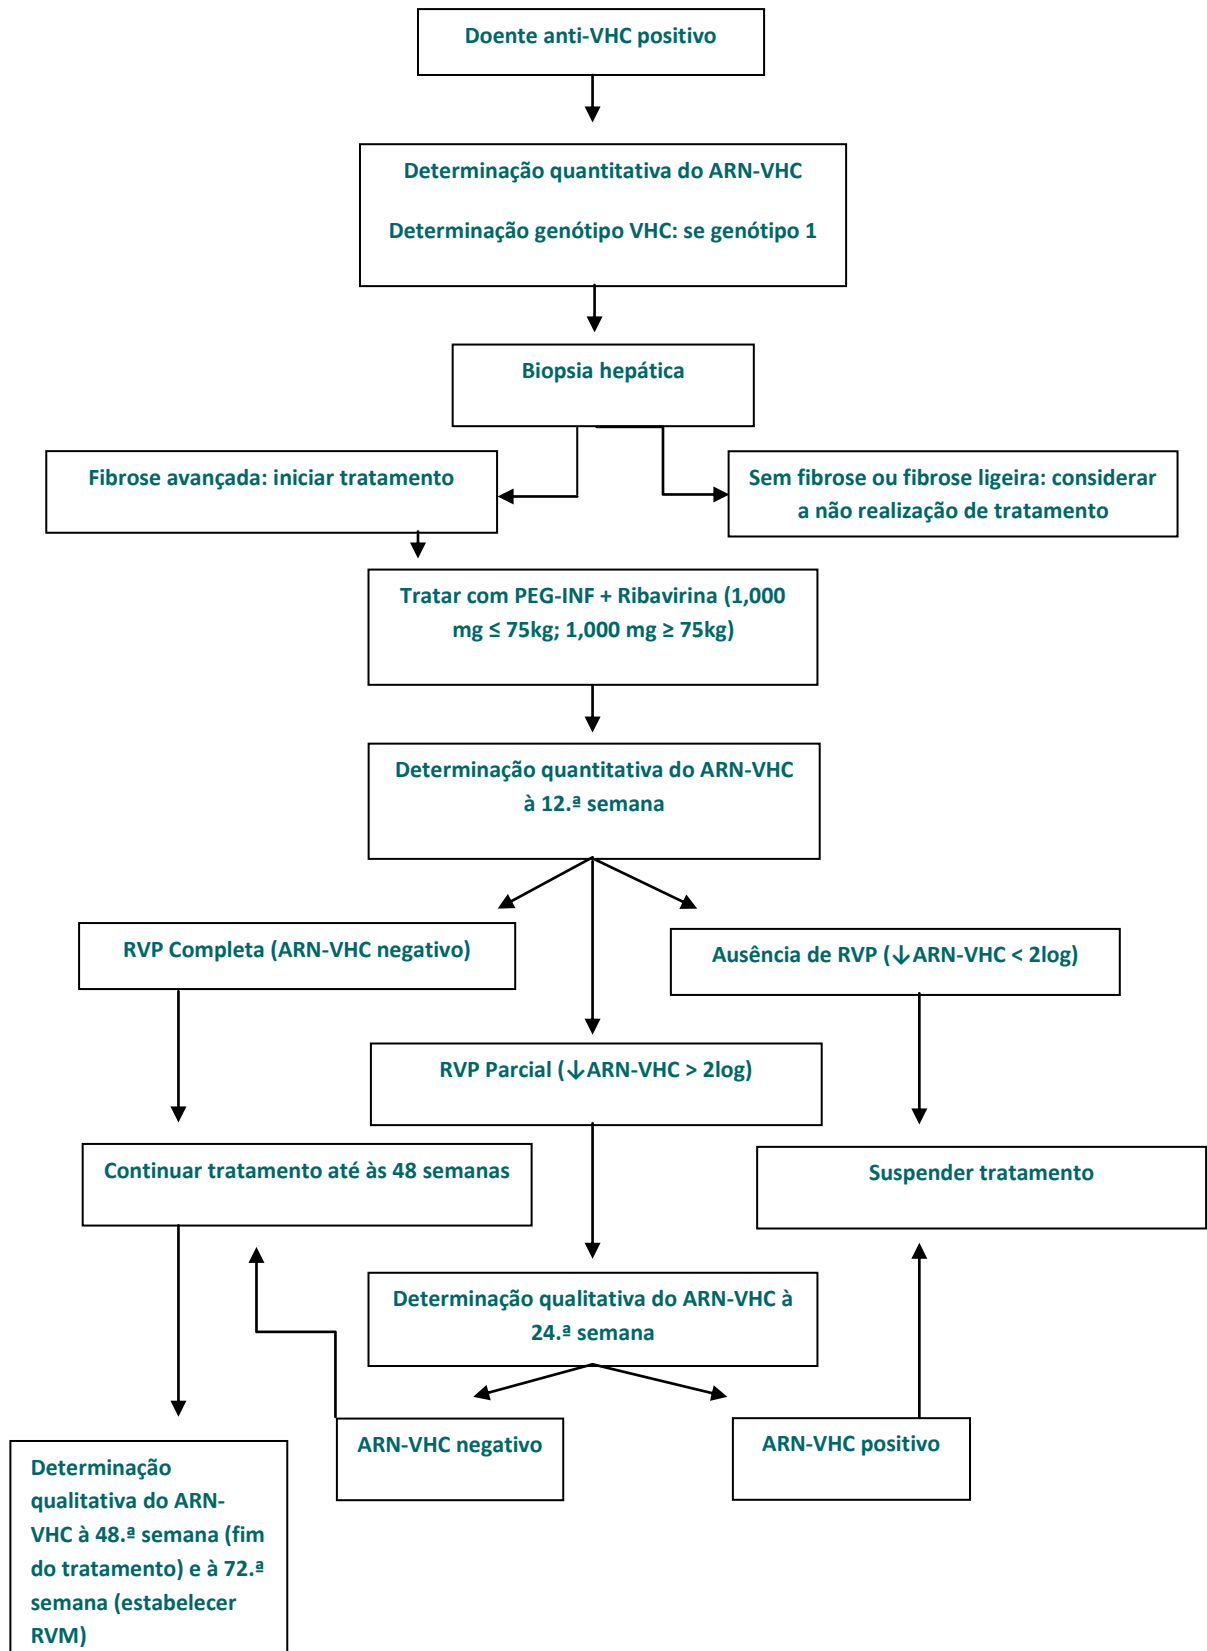 Doente anti-VHC positivo
Determinação quantitativa do ARN-VHC
Determinação genótipo VHC: se genótipo 1
Biopsia hepática
Fibrose avançada: iniciar tratamento
Sem fibrose ou fibrose ligeira: considerar
a não realização de tratamento
Tratar com PEG-INF + Ribavirina (1,000
mg ≤ 75kg; 1,000 mg ≥ 75kg)
Determinação quantitativa do ARN-VHC
à 12.ª semana
RVP Completa (ARN-VHC negativo)
Ausência de RVP (↓ARN-VHC < 2log)
RVP Parcial (↓ARN-VHC > 2log)
Continuar tratamento até às 48 semanas
Suspender tratamento
Determinação qualitativa do ARN-VHC à
24.ª semana
ARN-VHC negativo
ARN-VHC positivo
Determinação
qualitativa do ARN-
VHC à 48.ª semana (fim
do tratamento) e à 72.ª
semana (estabelecer
RVM)